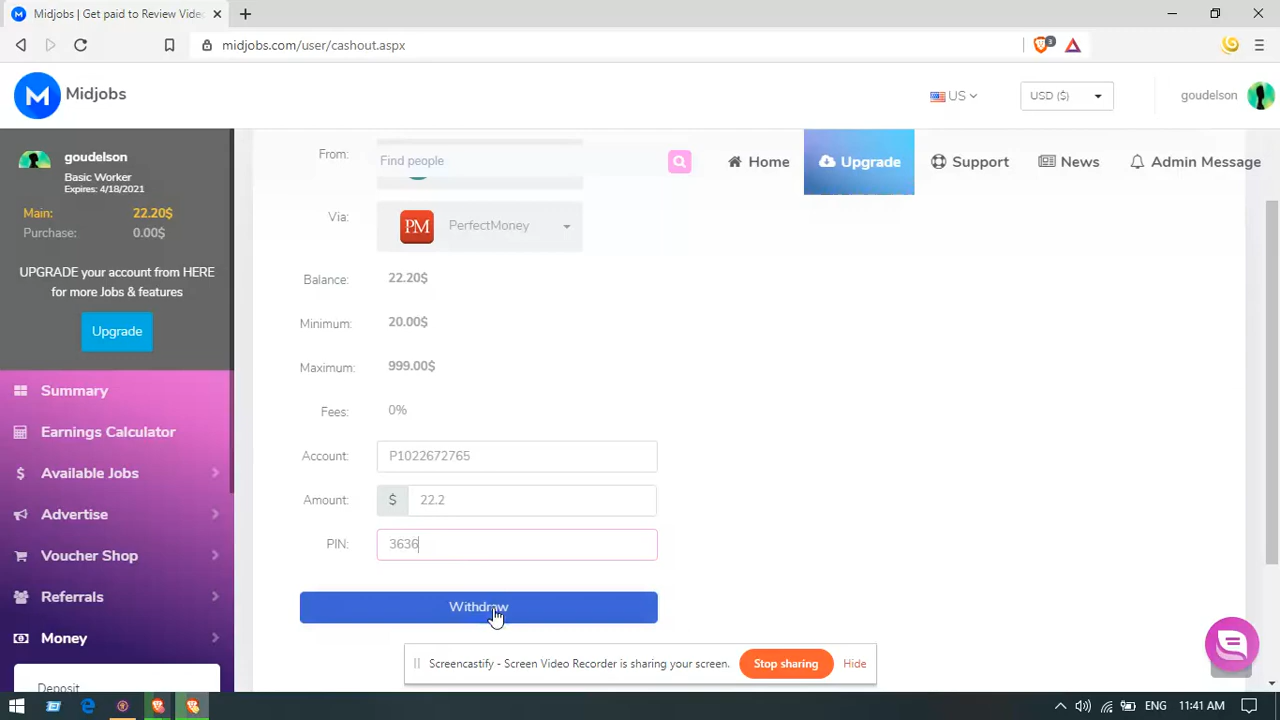 Midjobs | Get paid to Review Vide
midjobs.com/user/cashout.aspx
3
M Midjobs
US
USD ($)
goudelson
goudelson
Basic Worker
Expires: 4/18/2021
Main: 22.20$
Purchase: 0.00$
UPGRADE your account from HERE
for more Jobs & features
Upgrade
Summary
Earnings Calculator
Available Jobs
Advertise
Voucher Shop
Referrals
Money
Deposit
Find people
Home
Upgrade
Support
News
Admin Message
From:
Via: PM PerfectMoney
Balance: 22.20$
Minimum: 20.00$
Maximum: 999.00$
Fees: 0%
Account: P1022672765
Amount: $ 22.2
PIN: 3636
Withdraw
Screencastify - Screen Video Recorder is sharing your screen. Stop sharing Hide
ENG 11:41 AM